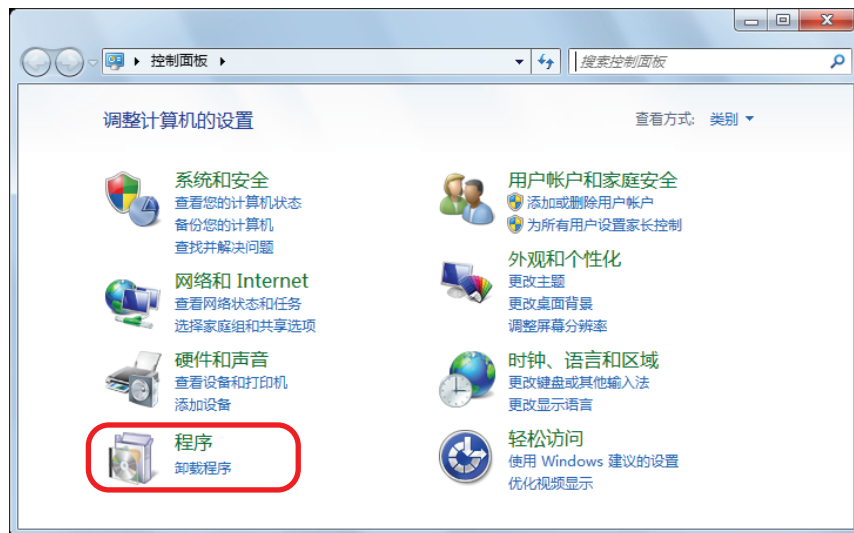 控制面板
搜索控制面板
调整计算机的设置
查看方式: 类别
系统和安全
查看您的计算机状态
备份您的计算机
查找并解决问题
网络和 Internet
查看网络状态和任务
选择家庭组和共享选项
硬件和声音
查看设备和打印机
添加设备
程序
卸载程序
用户帐户和家庭安全
添加或删除用户帐户
为所有用户设置家长控制
外观和个性化
更改主题
更改桌面背景
调整屏幕分辨率
时钟、语言和区域
更改键盘或其他输入法
更改显示语言
轻松访问
使用 Windows 建议的设置
优化视频显示